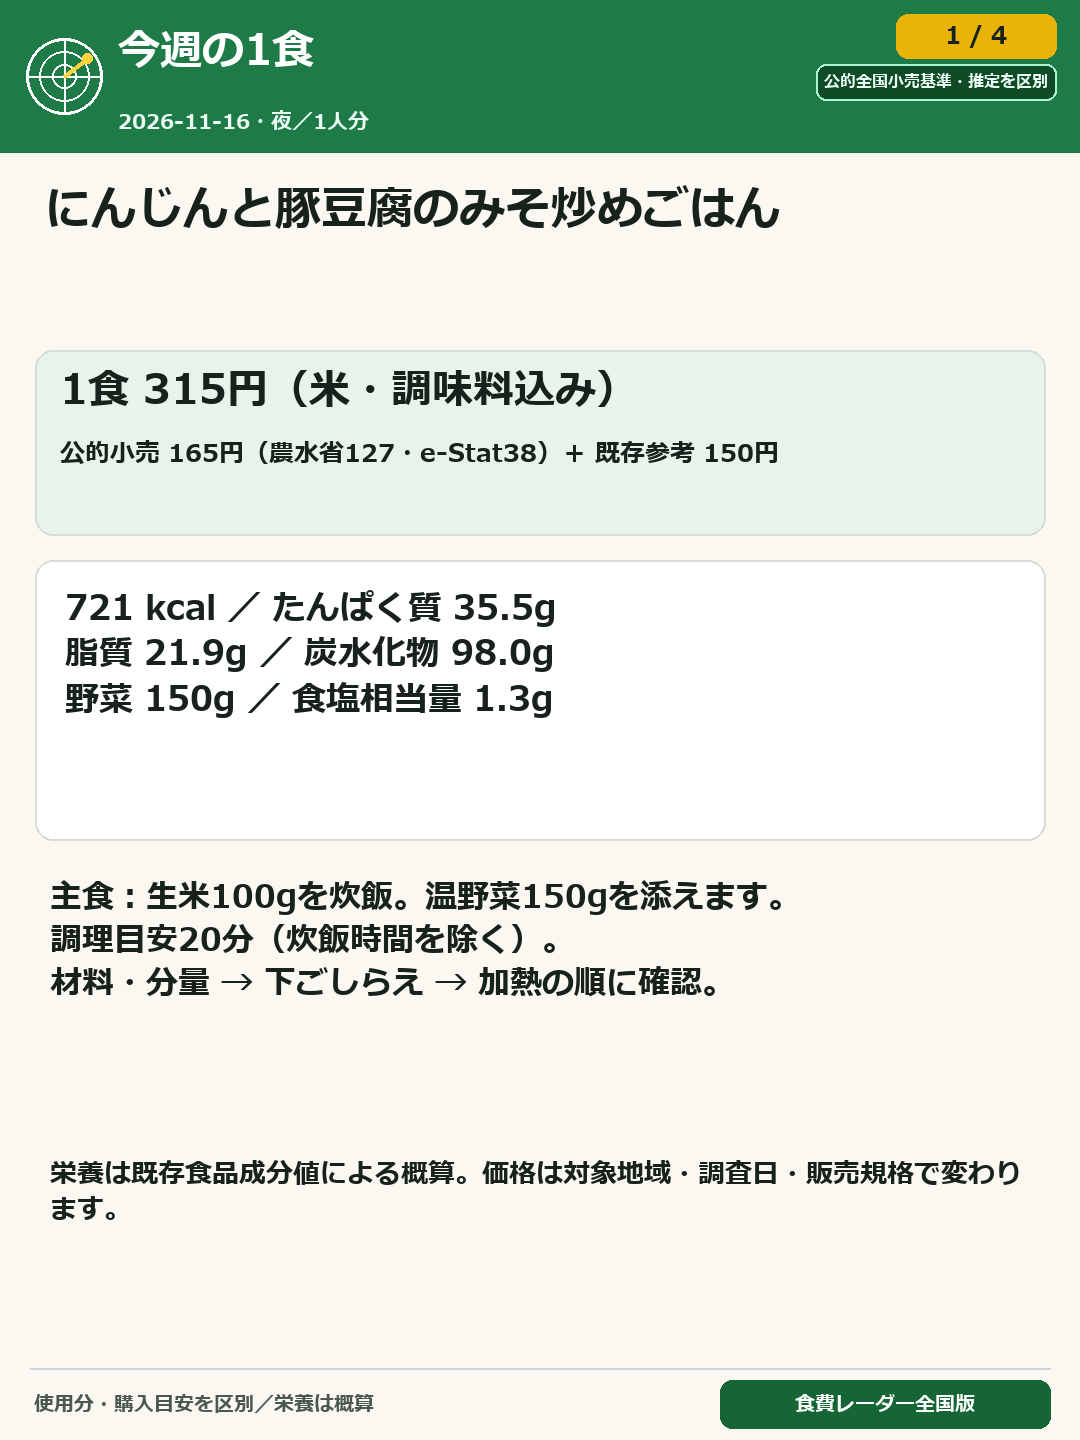 今週の1食
2026-11-16・夜／1人分
1 / 4
公的全国小売基準・推定を区別
にんじんと豚豆腐のみそ炒めごはん
1食 315円（米・調味料込み）
公的小売 165円（農水省127・e-Stat38）＋ 既存参考 150円
721 kcal ／ たんぱく質 35.5g
脂質 21.9g ／ 炭水化物 98.0g
野菜 150g ／ 食塩相当量 1.3g
主食：生米100gを炊飯。温野菜150gを添えます。
調理目安20分（炊飯時間を除く）。
材料・分量 → 下ごしらえ → 加熱の順に確認。
栄養は既存食品成分値による概算。価格は対象地域・調査日・販売規格で変わり
ます。
使用分・購入目安を区別／栄養は概算
食費レーダー全国版